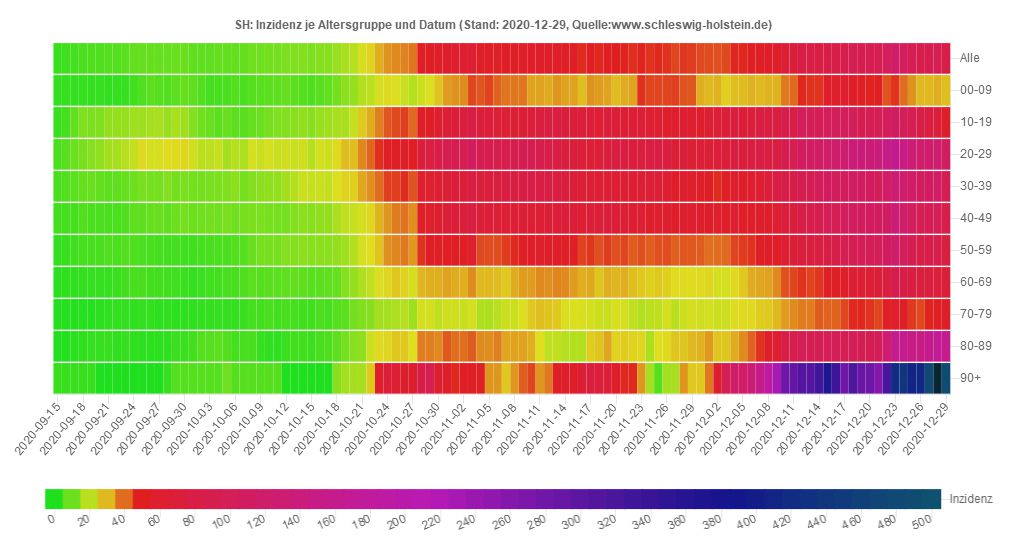 SH: Inzidenz je Altersgruppe und Datum (Stand: 2020-12-29, Quelle:www.schleswig-holstein.de)
Alle
00-09
10-19
20-29
30-39
40-49
50-59
60-69
70-79
80-89
90+
2020-09-15 2020-09-18 2020-09-21 2020-09-24 2020-09-27 2020-09-30 2020-10-03 2020-10-06 2020-10-09 2020-10-12 2020-10-15 2020-10-18 2020-10-21 2020-10-24 2020-10-27 2020-10-30 2020-11-02 2020-11-05 2020-11-08 2020-11-11 2020-11-14 2020-11-17 2020-11-20 2020-11-23 2020-11-26 2020-11-29 2020-12-02 2020-12-05 2020-12-08 2020-12-11 2020-12-14 2020-12-17 2020-12-20 2020-12-23 2020-12-26 2020-12-29
Inzidenz
0 20 40 60 80 100 120 140 160 180 200 220 240 260 280 300 320 340 360 380 400 420 440 460 480 500